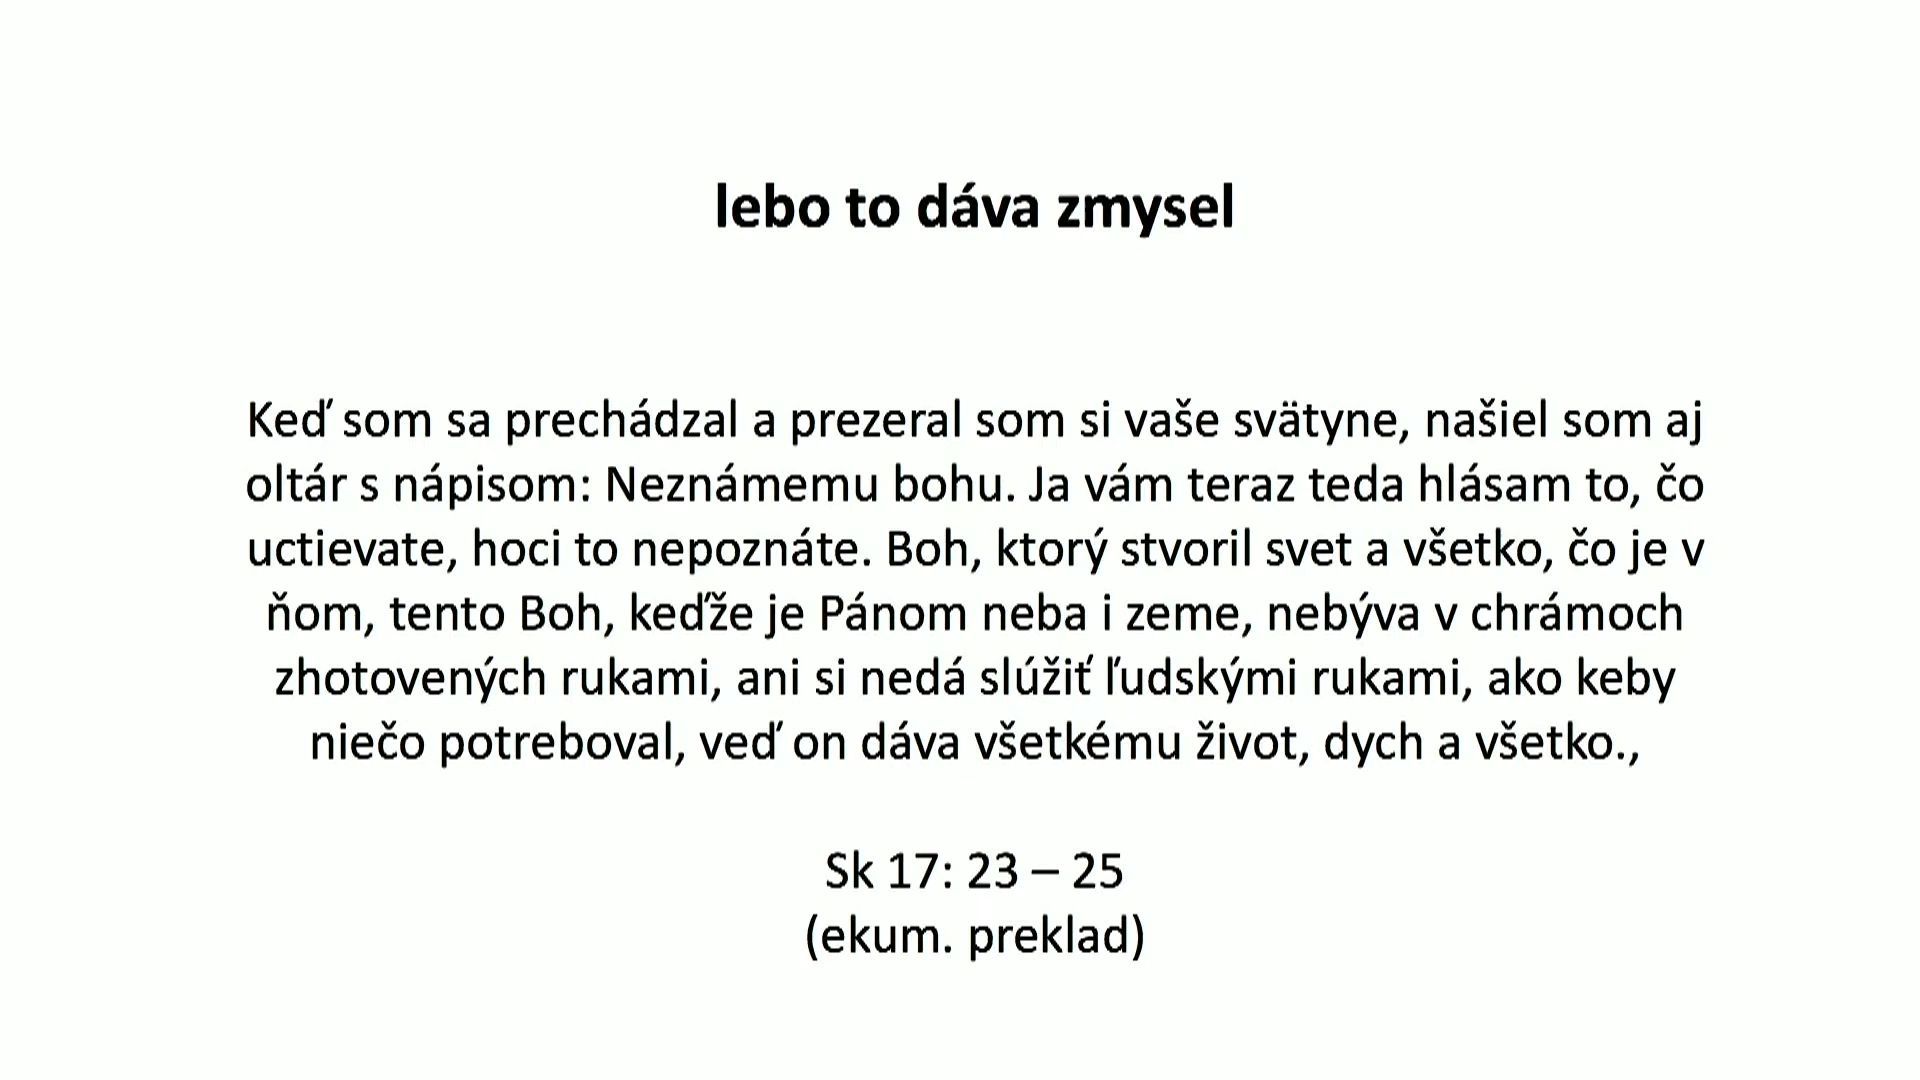 lebo to dáva zmysel
Keď som sa prechádzal a prezeral som si vaše svätyne, našiel som aj
oltár s nápisom: Neznámemu bohu. Ja vám teraz teda hlásam to, čo
uctievate, hoci to nepoznáte. Boh, ktorý stvoril svet a všetko, čo je v
ňom, tento Boh, keďže je Pánom neba i zeme, nebýva v chrámoch
zhotovených rukami, ani si nedá slúžiť ľudskými rukami, ako keby
niečo potreboval, veď on dáva všetkému život, dych a všetko.,
Sk 17: 23 – 25
(ekum. preklad)